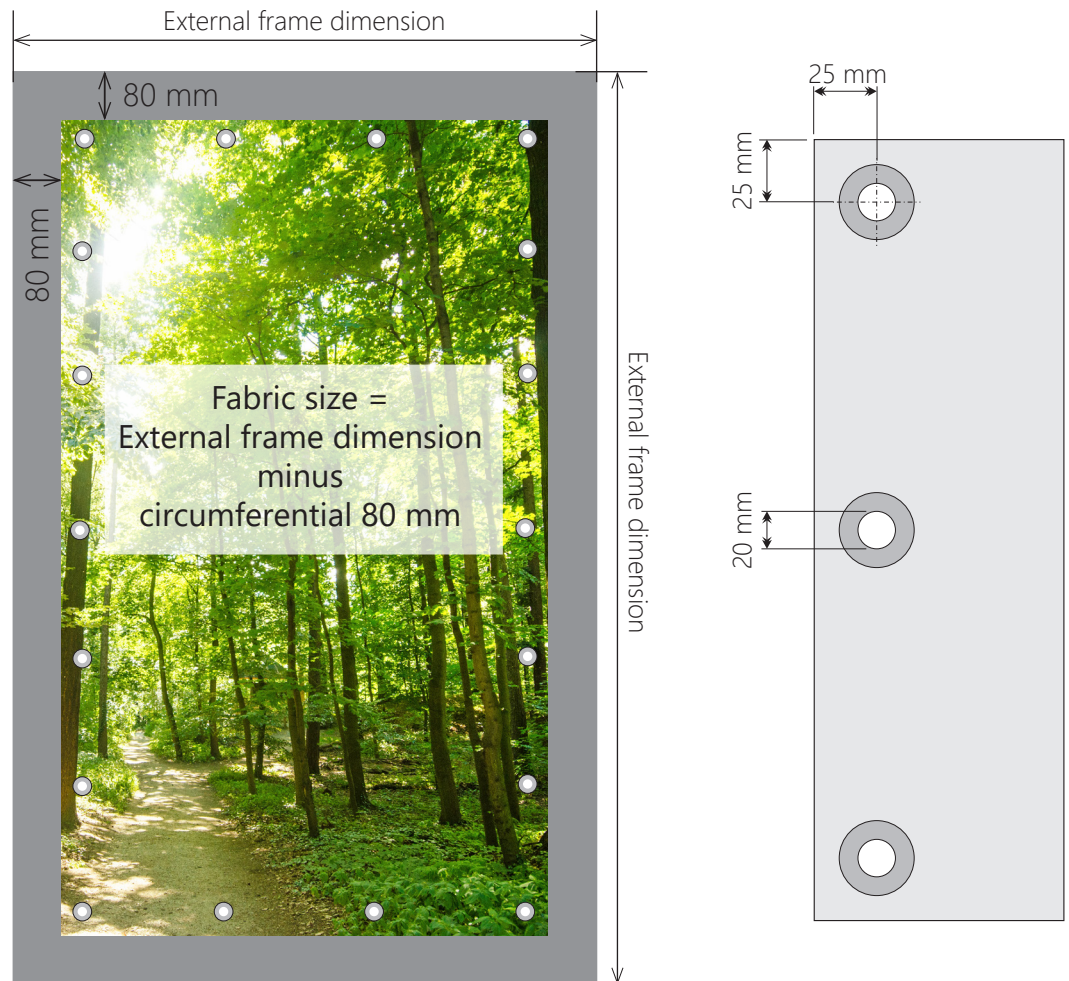 External frame dimension
80 mm
80 mm
Fabric size =
External frame dimension
minus
circumferential 80 mm
External frame dimension
25 mm
25 mm
20 mm